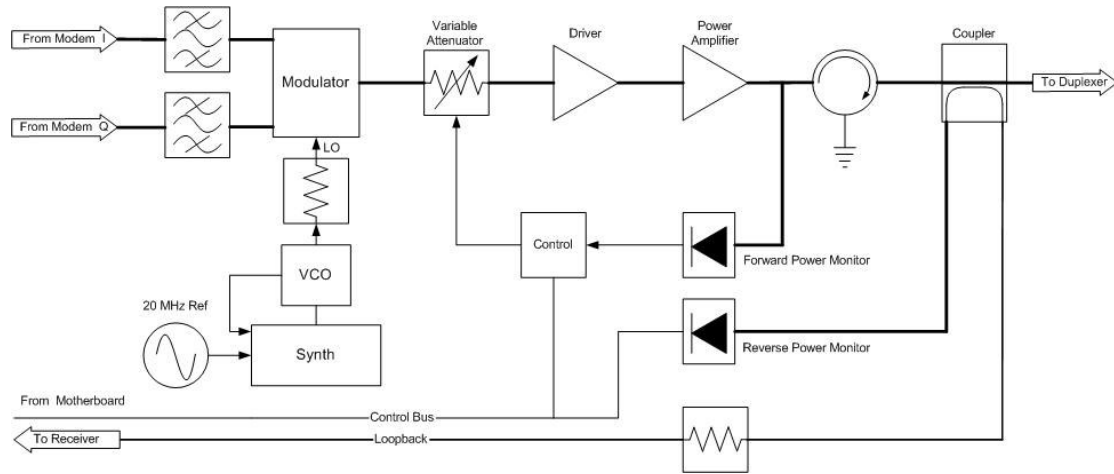 From Modem I
From Modem Q
Modulator
LO
Variable
Attenuator
Driver
Power
Amplifier
Coupler
To Duplexer
Control
Forward Power Monitor
VCO
20 MHz Ref
Synth
Reverse Power Monitor
From Motherboard
Control Bus
To Receiver
Loopback